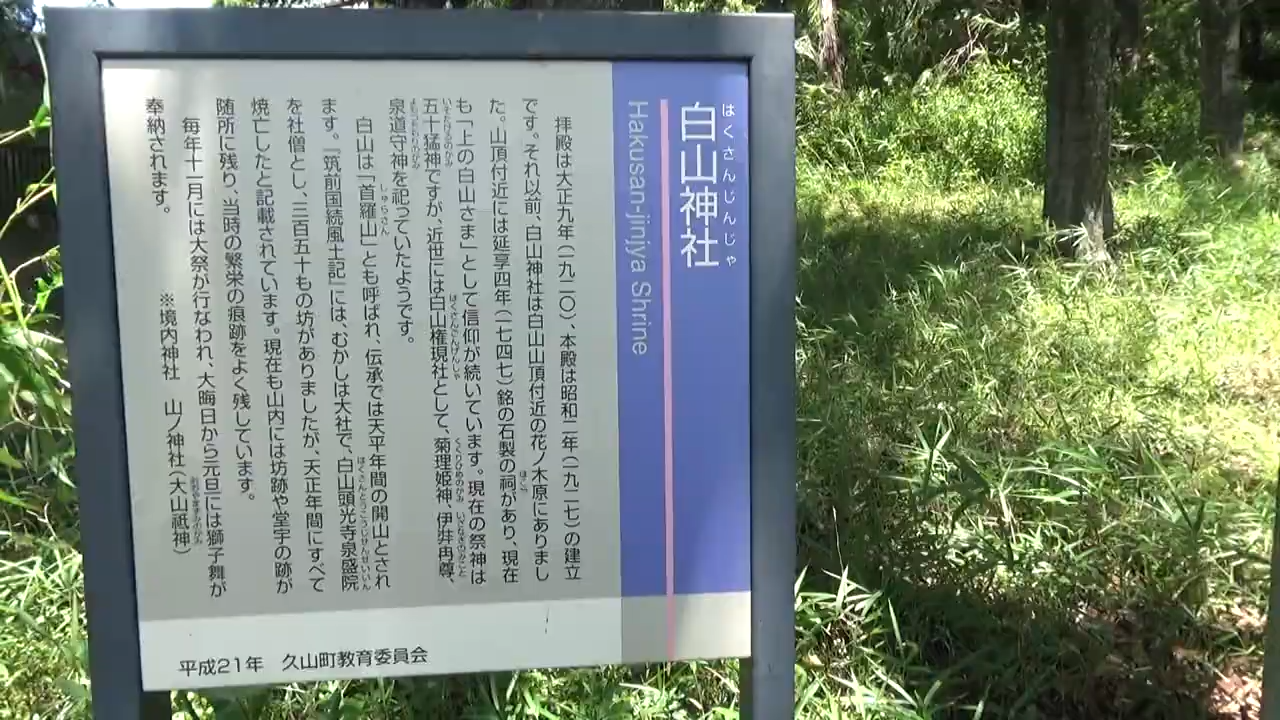 はくさんじんじゃ
白山神社
Hakusan-jinjya Shrine
拝殿は大正九年（一九二〇）、本殿は昭和二年（一九二七）の建立
です。それ以前、白山神社は白山山頂付近の花ノ木原にありまし
た。山頂付近には延享四年（一七四七）銘の石製の祠があり、現在
も「上の白山さま」として信仰が続いています。現在の祭神は
五十猛神ですが、近世には白山権現社として、菊理姫神、伊弉冉尊、
泉道守神を祀っていたようです。
白山は「首羅山」とも呼ばれ、伝承では天平年間の開山とされ
ます。『筑前国続風土記』には、むかしは大社で、白山頭光寺泉盛院
を社僧とし、三百五十もの坊がありましたが、天正年間にすべて
焼亡したと記載されています。現在も山内には坊跡や堂宇の跡が
随所に残り、当時の繁栄の痕跡をよく残しています。
毎年十一月には大祭が行なわれ、大晦日から元旦には獅子舞が
奉納されます。
※境内神社　山ノ神社（大山祇神）
平成21年　久山町教育委員会